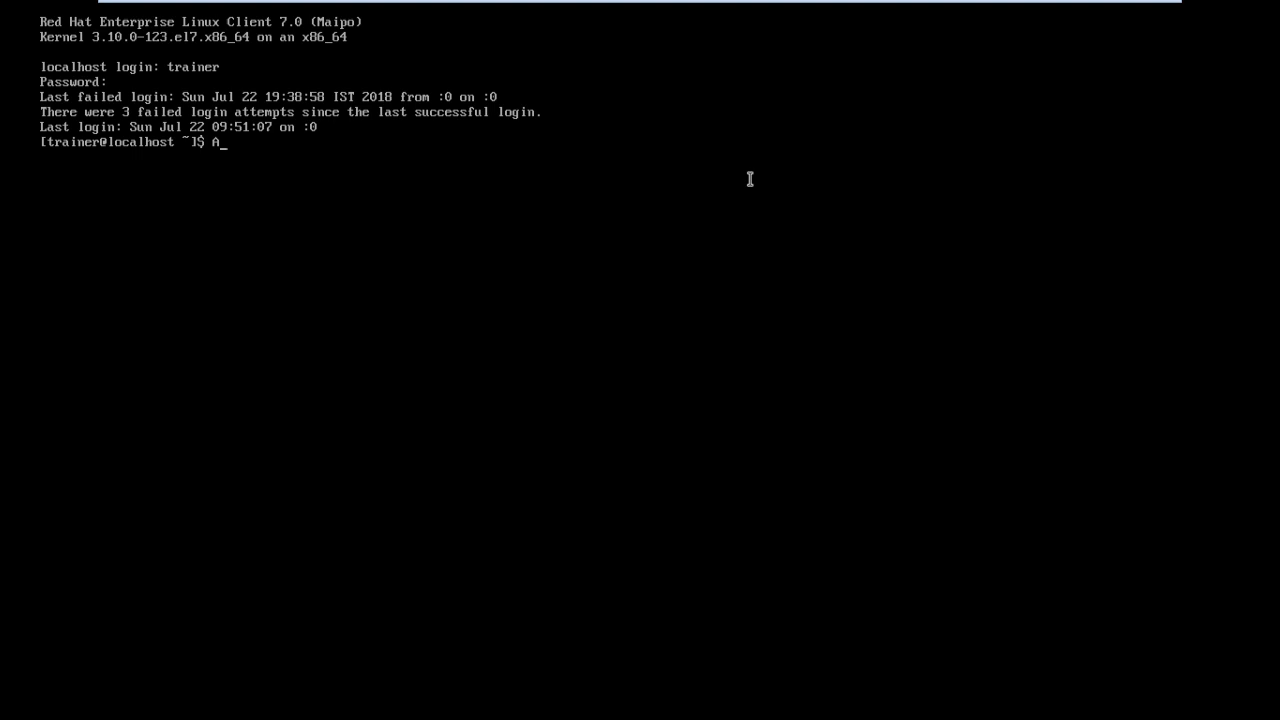 Red Hat Enterprise Linux Client 7.0 (Maipo)
Kernel 3.10.0-123.el7.x86_64 on an x86_64
localhost login: trainer
Password:
Last failed login: Sun Jul 22 19:38:58 IST 2018 from :0 on :0
There were 3 failed login attempts since the last successful login.
Last login: Sun Jul 22 09:51:07 on :0
[trainer@localhost ~]$ A_